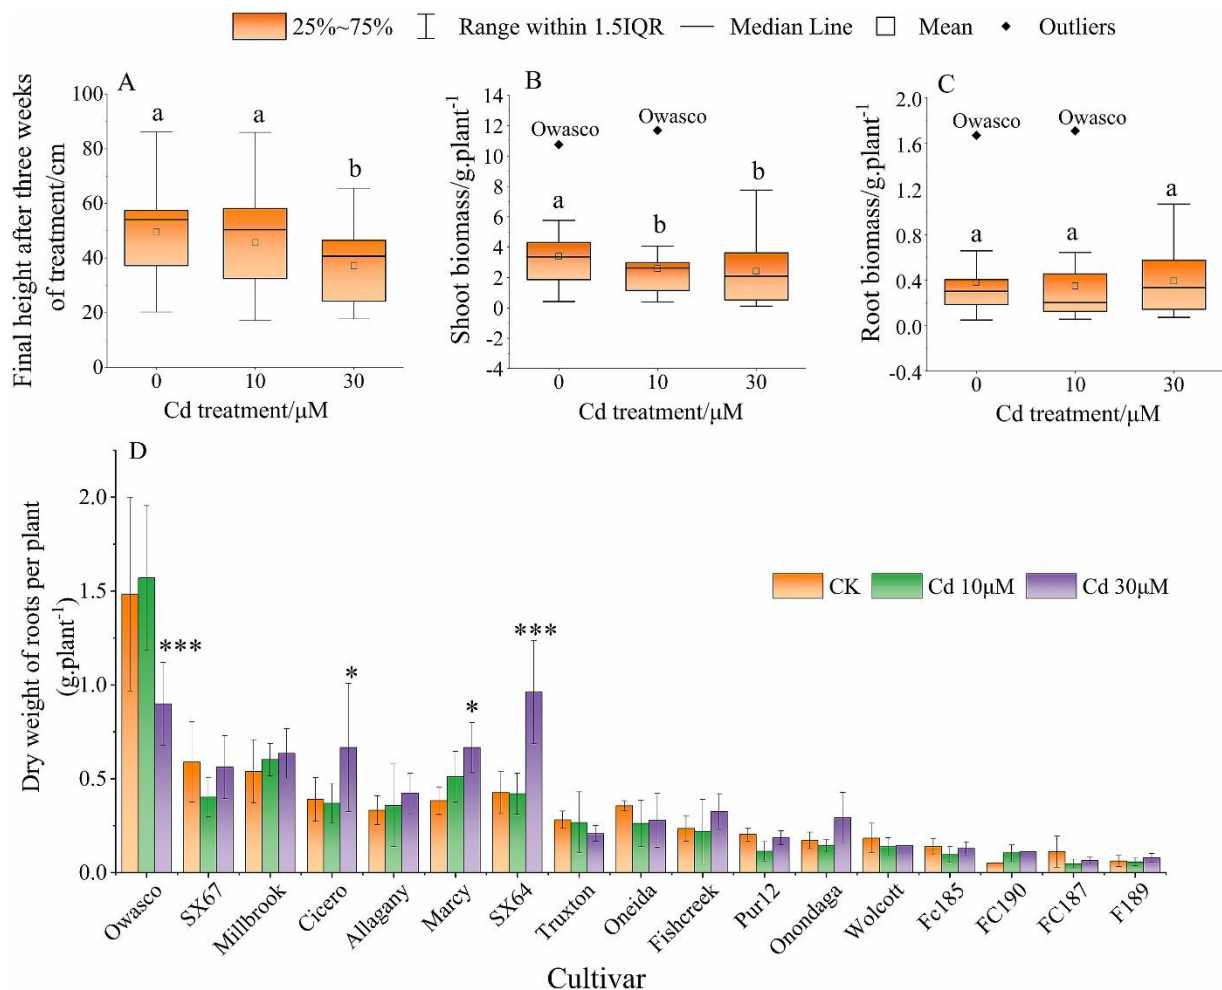 25%~75% Range within 1.5IQR Median Line Mean Outliers
A
Final height after three weeks
of treatment/cm
100
80
60
40
20
0
a
a
b
0 10 30
Cd treatment/μM
B
Shoot biomass/g.plant⁻¹
14
12
10
8
6
4
2
0
-2
-4
Owasco
Owasco
a
b
b
0 10 30
Cd treatment/μM
C
Root biomass/g.plant⁻¹
2.0
1.6
1.2
0.8
0.4
0.0
-0.4
Owasco
Owasco
a
a
a
0 10 30
Cd treatment/μM
D
Dry weight of roots per plant
(g.plant⁻¹)
2.0
1.5
1.0
0.5
0.0
CK Cd 10μM Cd 30μM
***
*
*
***
Owasco
SX67
Millbrook
Cicero
Allagany
Marcy
SX64
Truxton
Oneida
Fishcreek
Pur12
Onondaga
Wolcott
Fc185
FC190
FC187
F189
Cultivar